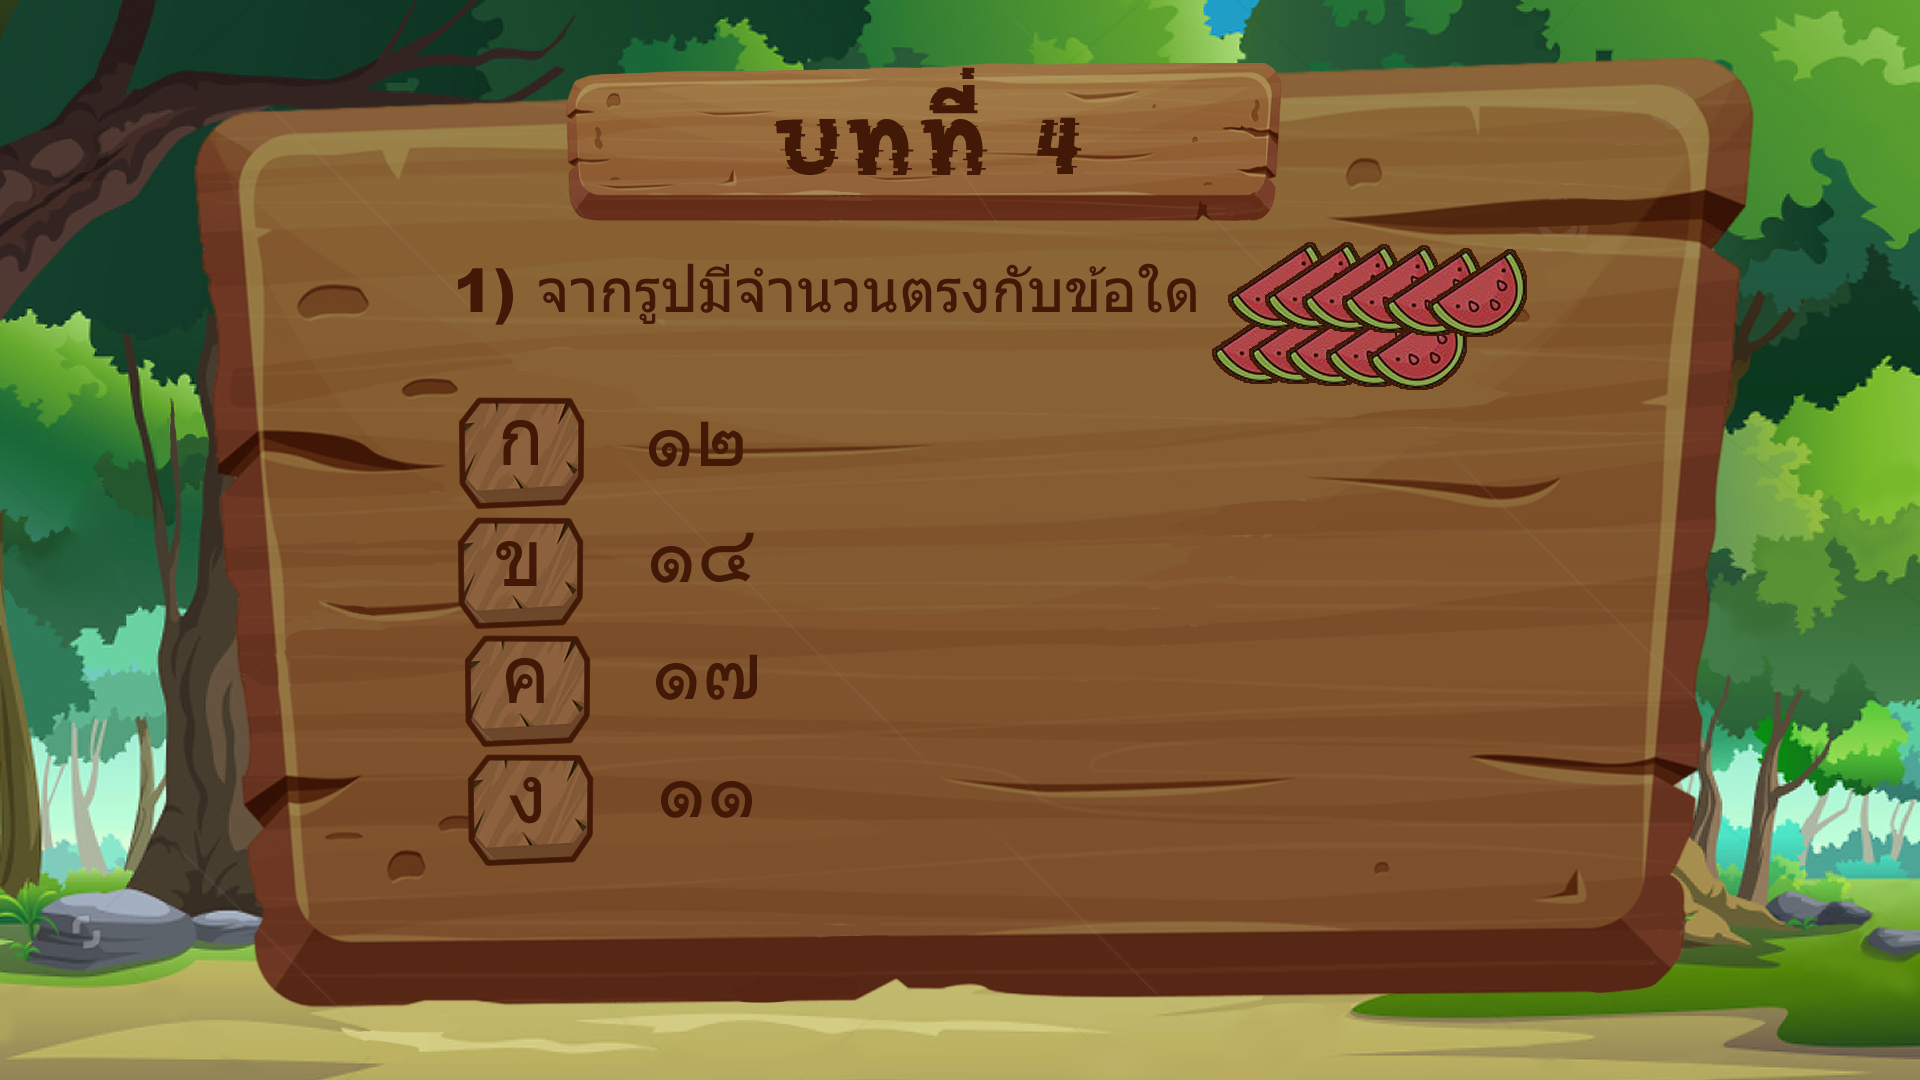 บทที่ 4
1) จากรูปมีจำนวนตรงกับข้อใด
ก ๑๒
ข ๑๔
ค ๑๗
ง ๑๑